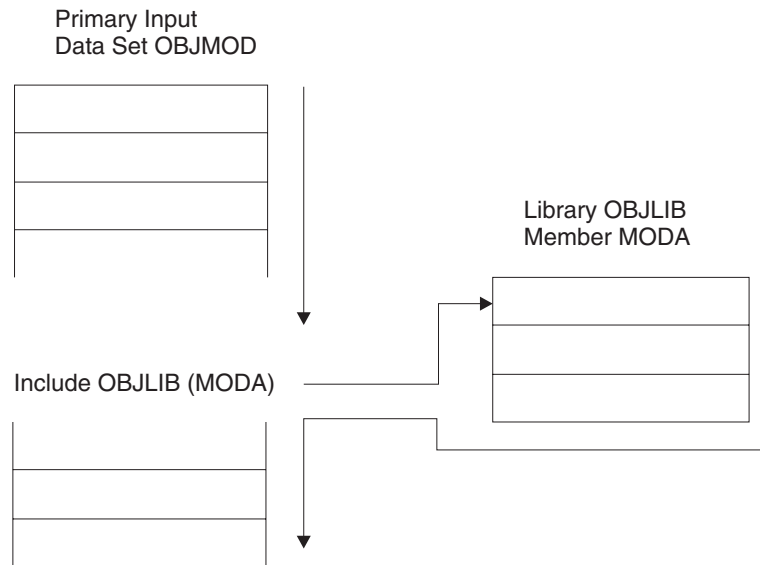 Primary Input
Data Set OBJMOD
Library OBJLIB
Member MODA
Include OBJLIB (MODA)